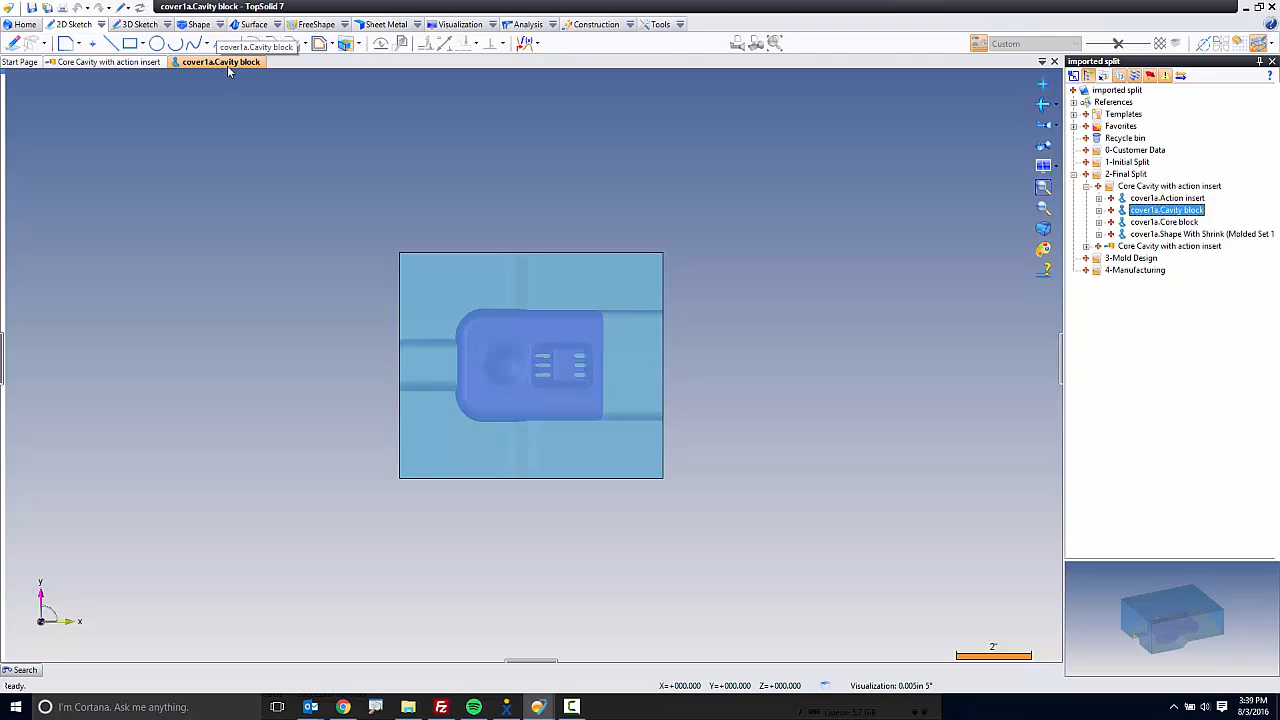 cover1a.Cavity block - TopSolid 7
Home 2D Sketch 3D Sketch Shape Surface FreeShape Sheet Metal Visualization Analysis Construction Tools
Custom
cover1a.Cavity block
Start Page Core Cavity with action insert cover1a.Cavity block
imported split
imported split
References
Templates
Favorites
Recycle bin
0-Customer Data
1-Initial Split
2-Final Split
Core Cavity with action insert
cover1a.Action insert
cover1a.Cavity block
cover1a.Core block
cover1a.Shape With Shrink (Molded Set 1
Core Cavity with action insert
3-Mold Design
4-Manufacturing
y
x
2"
Search
Ready. X=+000.000 Y=+000.000 Z=+000.000 Visualization: 0.005in 5°
I'm Cortana. Ask me anything.
3:39 PM
8/3/2016